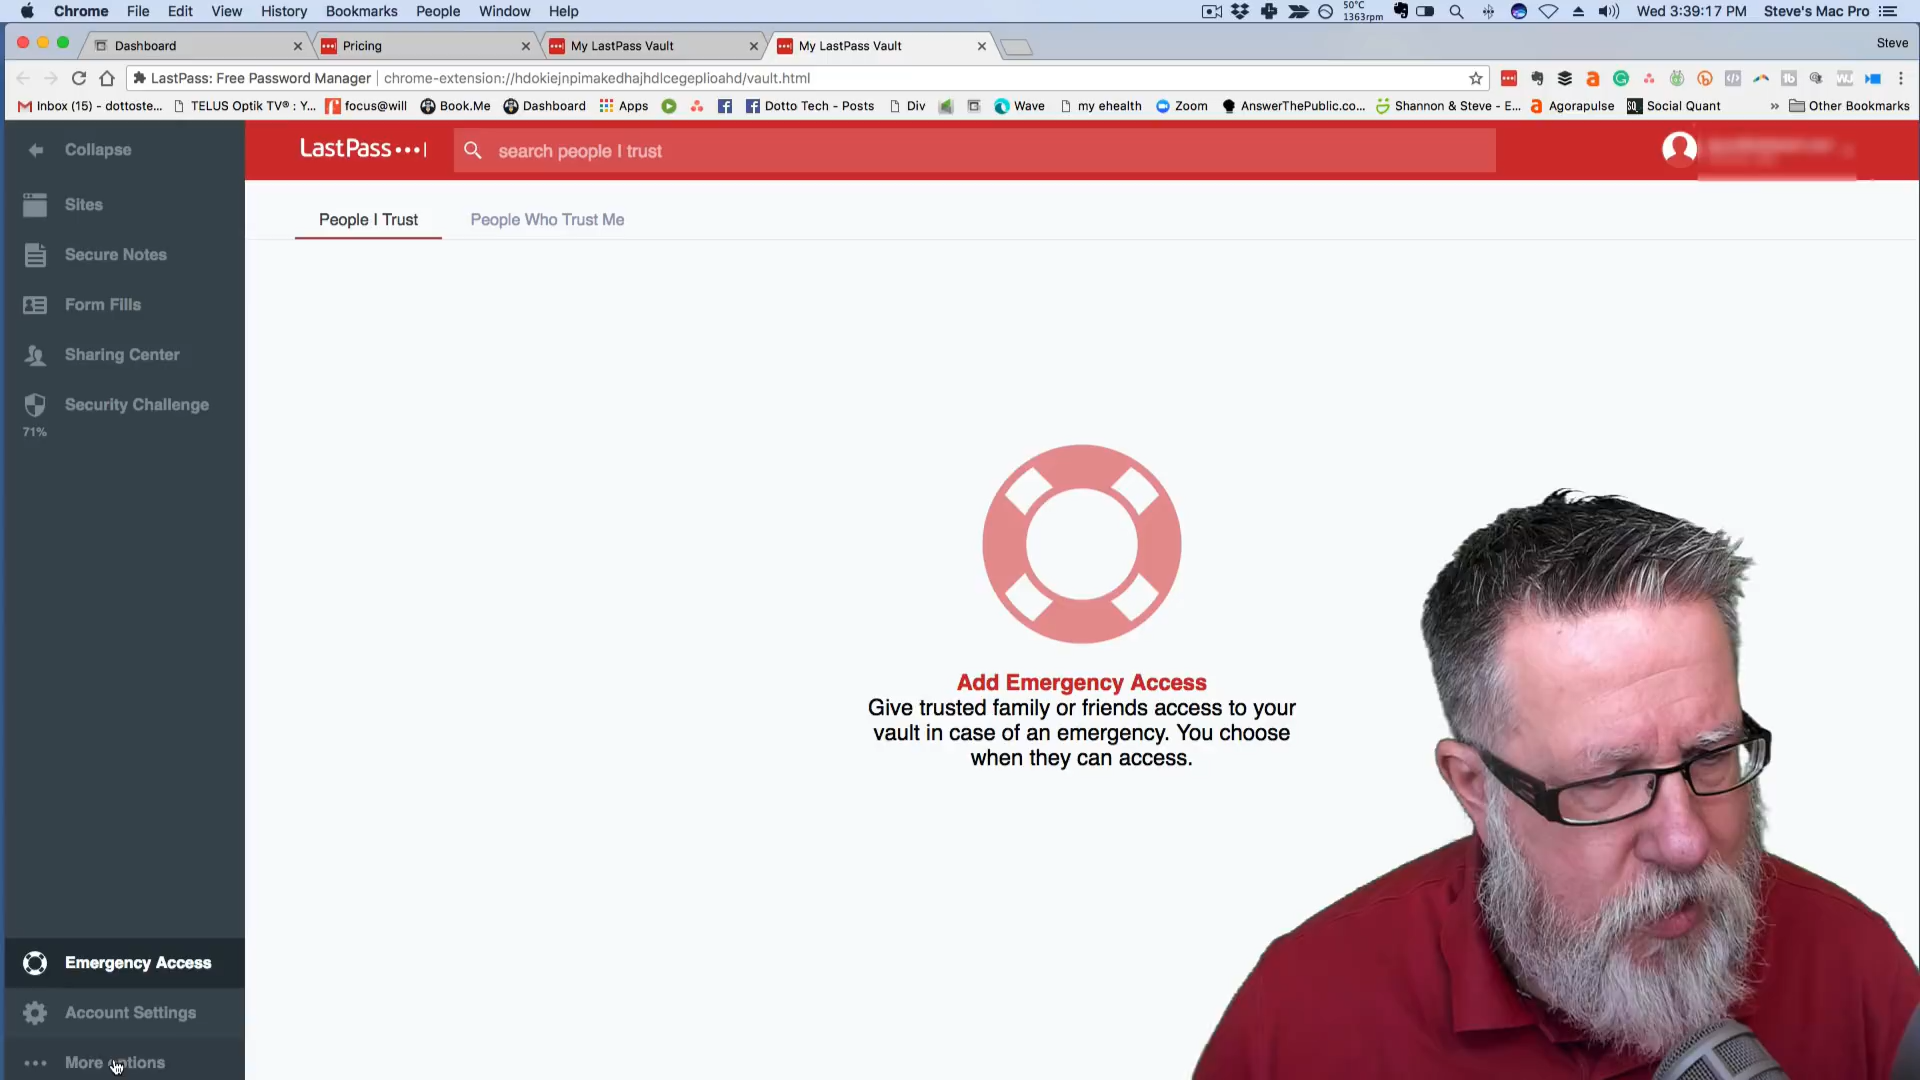 Chrome File Edit View History Bookmarks People Window Help 50°C 1363rpm Wed 3:39:17 PM Steve's Mac Pro
Dashboard Pricing My LastPass Vault My LastPass Vault Steve
LastPass: Free Password Manager chrome-extension://hdokiejnpimakedhajhdlcegeplioahd/vault.html
Inbox (15) - dottoste... TELUS Optik TV® : Y... focus@will Book.Me Dashboard Apps Dotto Tech - Posts Div Wave my ehealth Zoom AnswerThePublic.co... Shannon & Steve - E... Agorapulse Social Quant » Other Bookmarks
Collapse
LastPass •••|
search people I trust
Sites
Secure Notes
Form Fills
Sharing Center
Security Challenge
71%
People I Trust People Who Trust Me
Add Emergency Access
Give trusted family or friends access to your
vault in case of an emergency. You choose
when they can access.
Emergency Access
Account Settings
More options